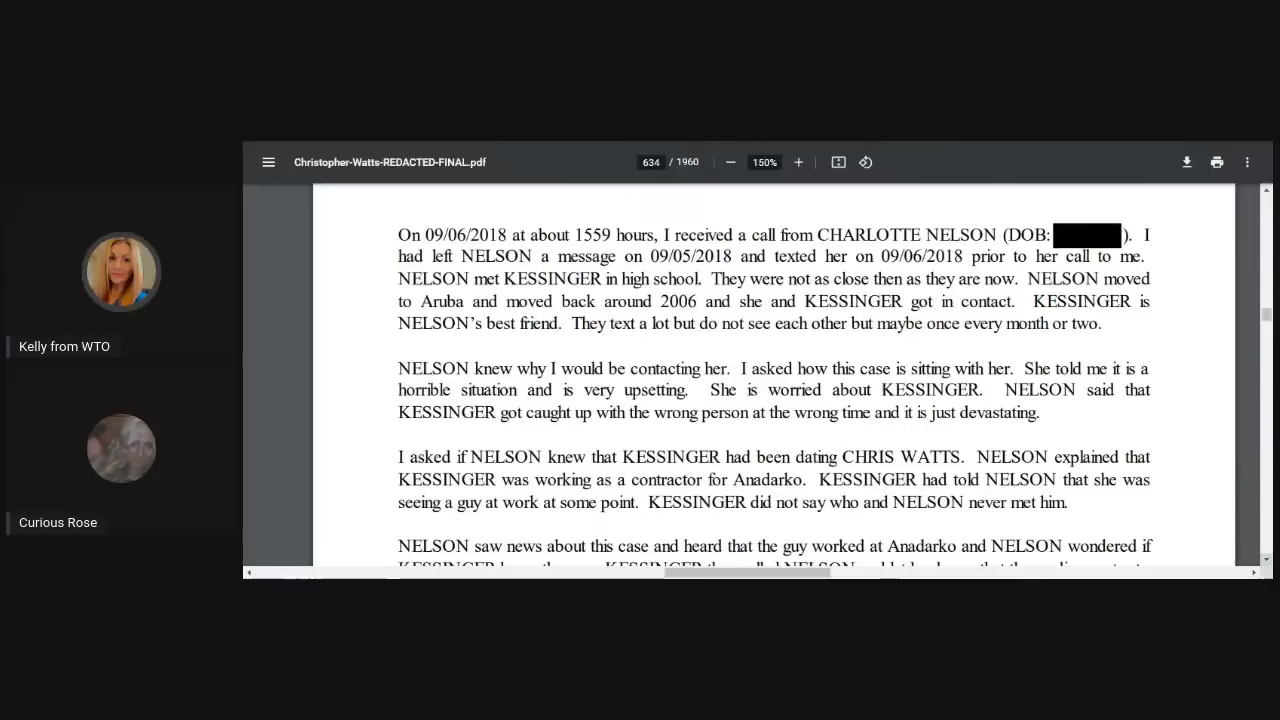 Christopher-Watts-REDACTED-FINAL.pdf
634 / 1960
150%
On 09/06/2018 at about 1559 hours, I received a call from CHARLOTTE NELSON (DOB: ). I
had left NELSON a message on 09/05/2018 and texted her on 09/06/2018 prior to her call to me.
NELSON met KESSINGER in high school. They were not as close then as they are now. NELSON moved
to Aruba and moved back around 2006 and she and KESSINGER got in contact. KESSINGER is
NELSON’s best friend. They text a lot but do not see each other but maybe once every month or two.
NELSON knew why I would be contacting her. I asked how this case is sitting with her. She told me it is a
horrible situation and is very upsetting. She is worried about KESSINGER. NELSON said that
KESSINGER got caught up with the wrong person at the wrong time and it is just devastating.
I asked if NELSON knew that KESSINGER had been dating CHRIS WATTS. NELSON explained that
KESSINGER was working as a contractor for Anadarko. KESSINGER had told NELSON that she was
seeing a guy at work at some point. KESSINGER did not say who and NELSON never met him.
NELSON saw news about this case and heard that the guy worked at Anadarko and NELSON wondered if
Kelly from WTO
Curious Rose